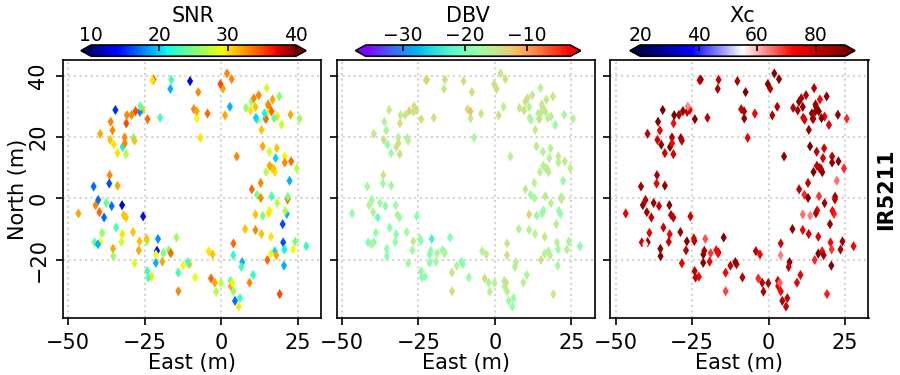 SNR DBV Xc
10 20 30 40 −30 −20 −10 20 40 60 80
40
20
0
−20
North (m)
IR5211
−50 −25 0 25 −50 −25 0 25 −50 −25 0 25
East (m) East (m) East (m)